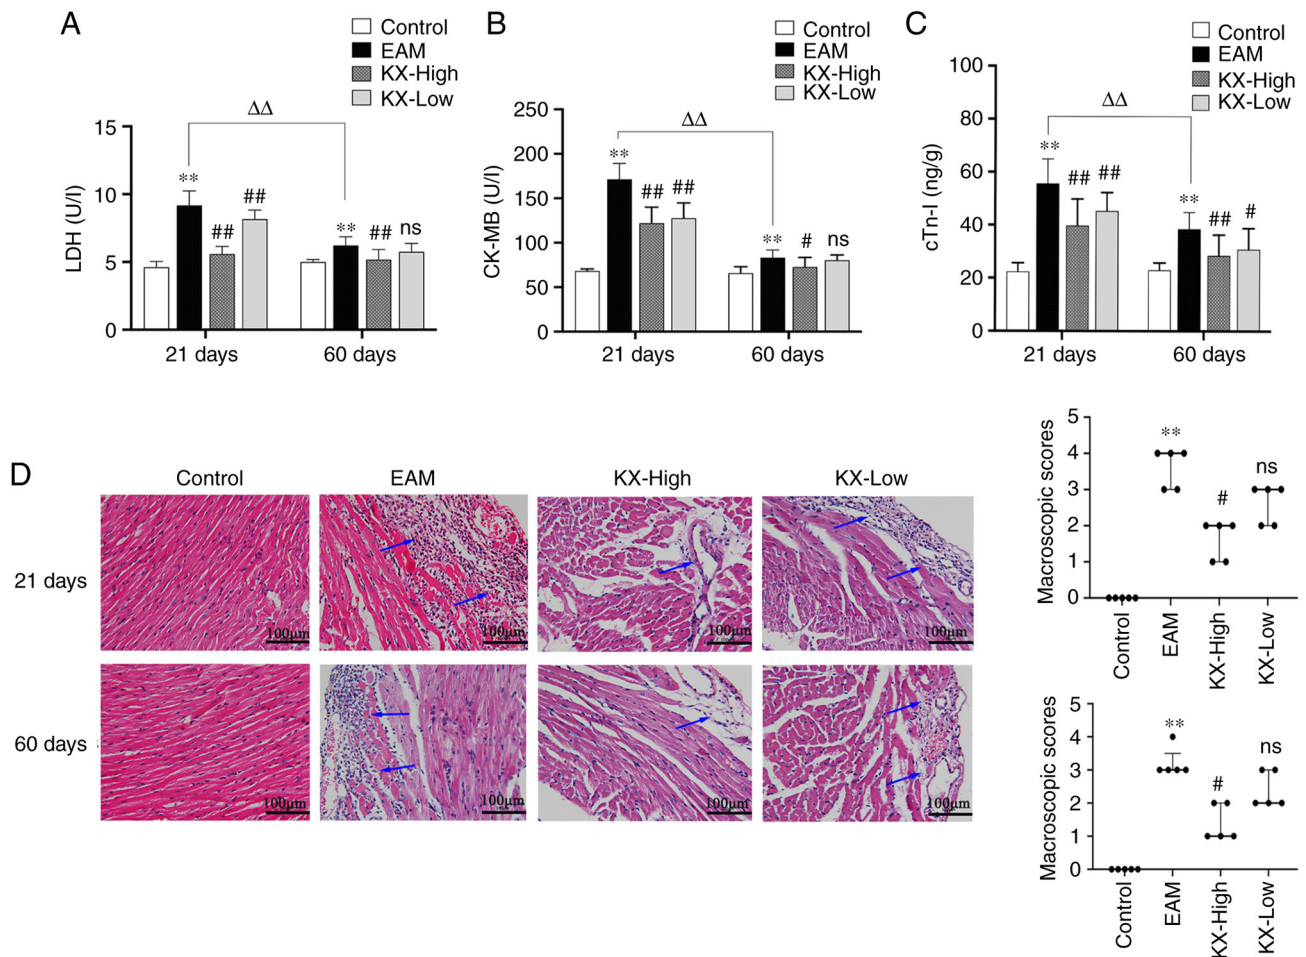 A
Control
EAM
KX-High
KX-Low
LDH (U/l)
15
10
5
0
ΔΔ
**
##
##
**
##
ns
21 days
60 days
B
Control
EAM
KX-High
KX-Low
CK-MB (U/l)
250
200
150
100
50
0
ΔΔ
**
##
##
**
#
ns
21 days
60 days
C
Control
EAM
KX-High
KX-Low
cTn-I (ng/g)
100
80
60
40
20
0
ΔΔ
**
##
##
**
##
#
21 days
60 days
D
Control
EAM
KX-High
KX-Low
21 days
100μm
100μm
100μm
100μm
60 days
100μm
100μm
100μm
100μm
Macroscopic scores
5
4
3
2
1
0
**
#
ns
Control
EAM
KX-High
KX-Low
Macroscopic scores
5
4
3
2
1
0
**
#
ns
Control
EAM
KX-High
KX-Low